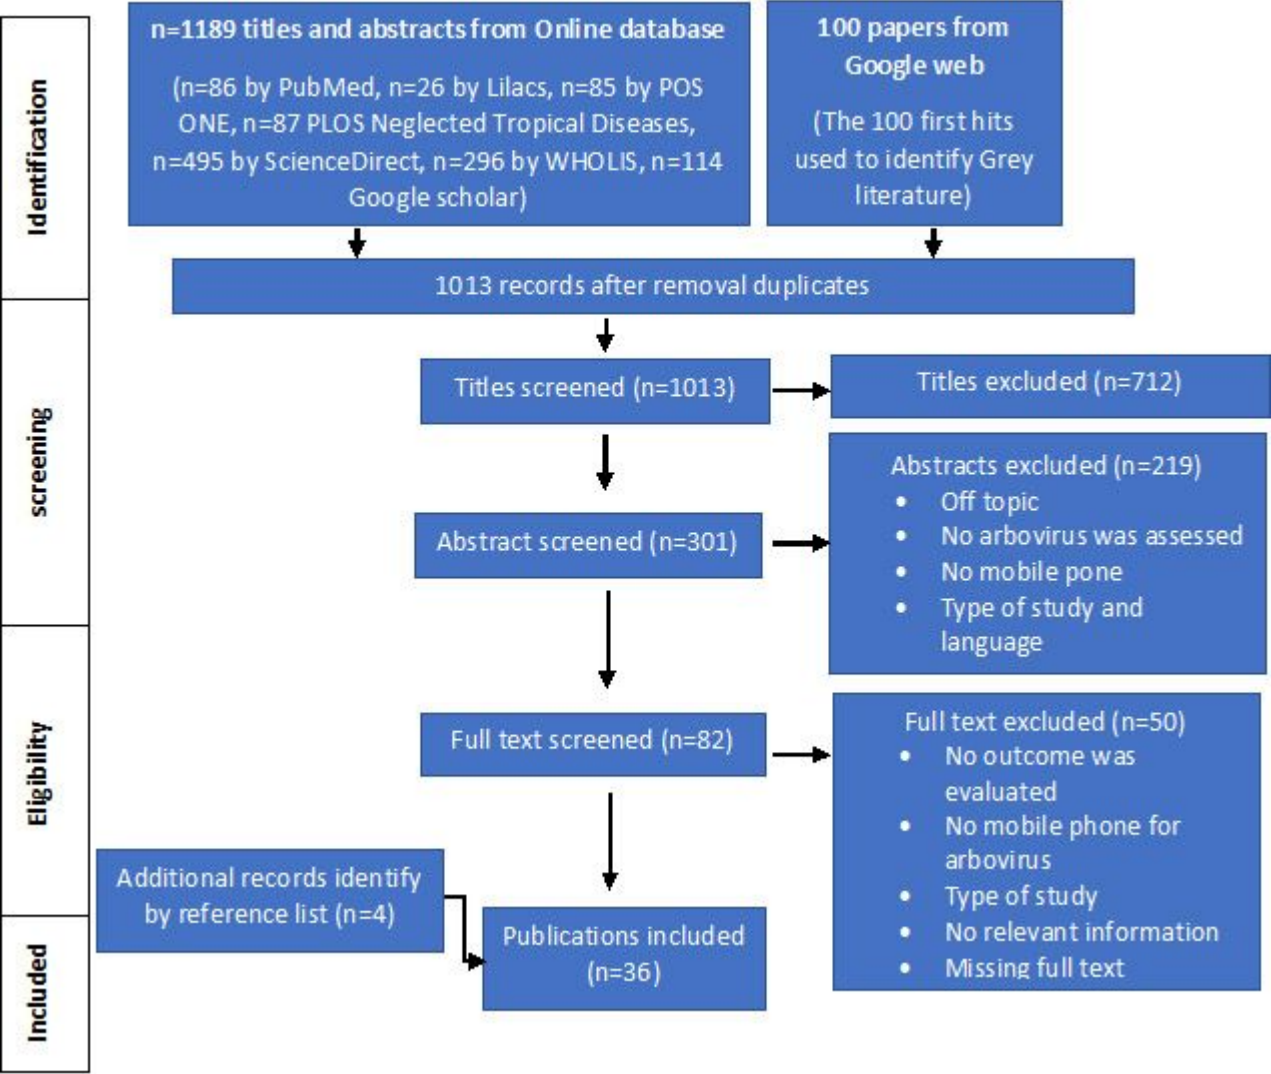 Identification
n=1189 titles and abstracts from Online database
(n=86 by PubMed, n=26 by Lilacs, n=85 by POS
ONE, n=87 PLOS Neglected Tropical Diseases,
n=495 by ScienceDirect, n=296 by WHOLIS, n=114
Google scholar)
100 papers from
Google web
(The 100 first hits
used to identify Grey
literature)
1013 records after removal duplicates
screening
Titles screened (n=1013)
Titles excluded (n=712)
Abstract screened (n=301)
Abstracts excluded (n=219)
• Off topic
• No arbovirus was assessed
• No mobile pone
• Type of study and
language
Eligibility
Full text screened (n=82)
Full text excluded (n=50)
• No outcome was
evaluated
• No mobile phone for
arbovirus
• Type of study
• No relevant information
• Missing full text
Additional records identify
by reference list (n=4)
Included
Publications included
(n=36)